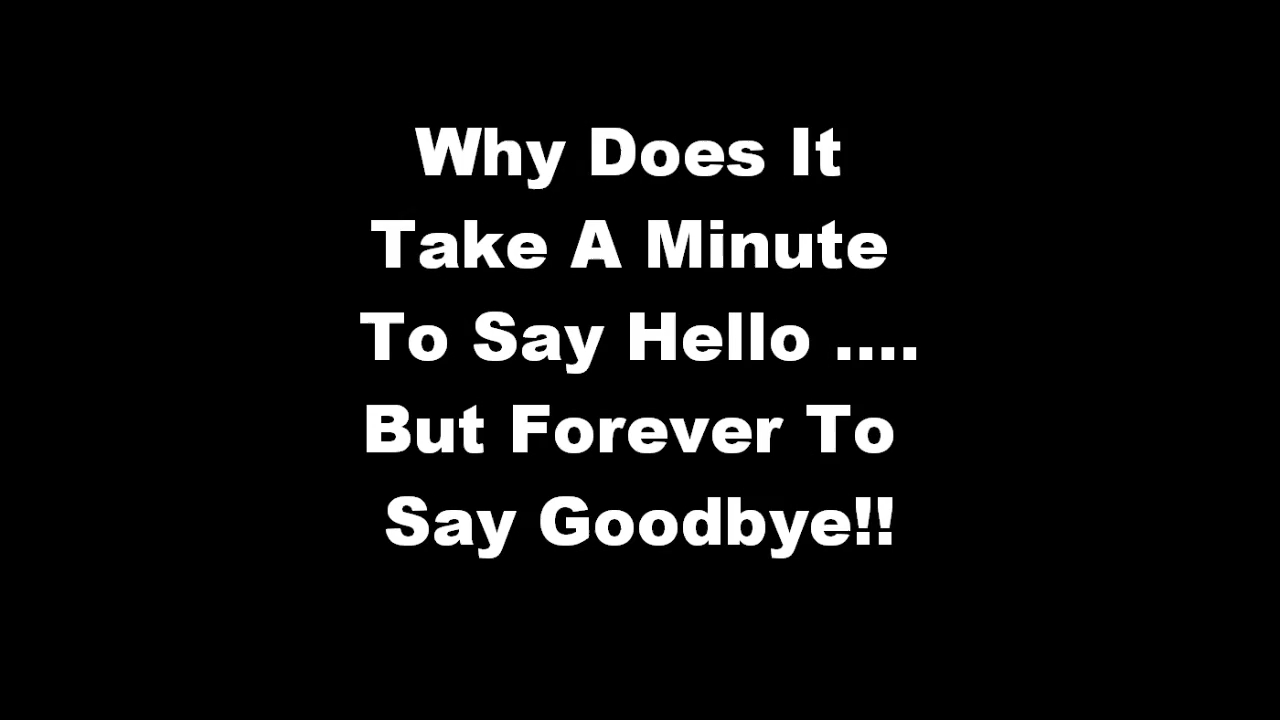 Why Does It
Take A Minute
To Say Hello ....
But Forever To
Say Goodbye!!